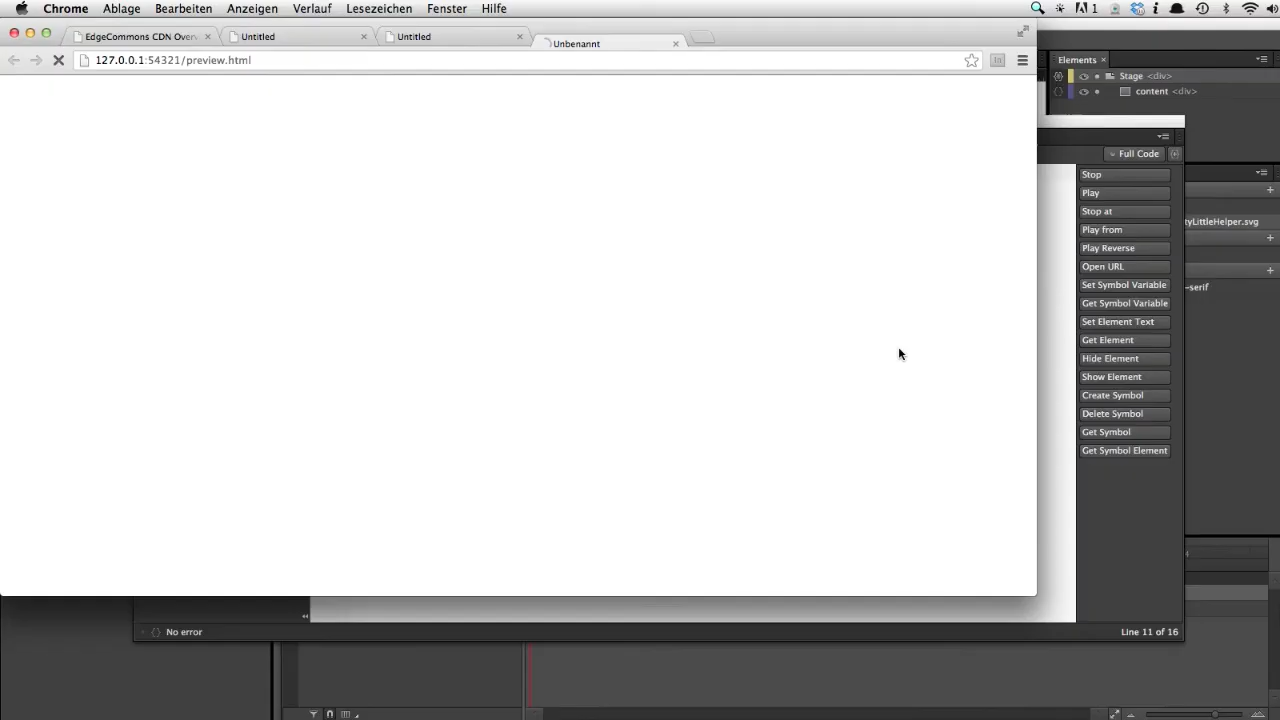 Chrome Ablage Bearbeiten Anzeigen Verlauf Lesezeichen Fenster Hilfe 1
EdgeCommons CDN Overv
Untitled
Untitled
Unbenannt
127.0.0.1:54321/preview.html
Elements
Stage <div>
content <div>
Full Code
Stop
Play
Stop at
Play from
Play Reverse
Open URL
Set Symbol Variable
Get Symbol Variable
Set Element Text
Get Element
Hide Element
Show Element
Create Symbol
Delete Symbol
Get Symbol
Get Symbol Element
tyLittleHelper.svg
-serif
No error
Line 11 of 16